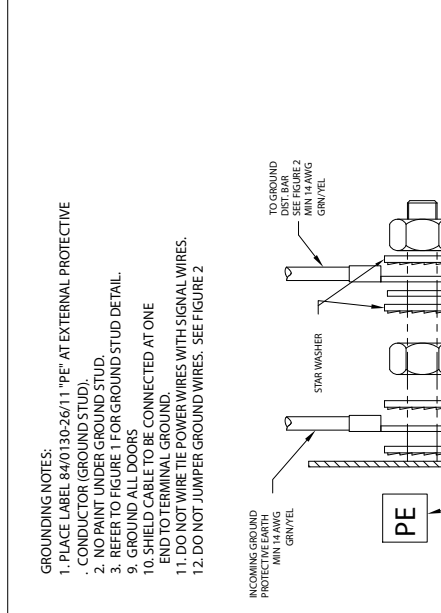 GROUNDING NOTES:
1. PLACE LABEL 84/0130-26/11 "PE" AT EXTERNAL PROTECTIVE
. CONDUCTOR (GROUND STUD).
2. NO PAINT UNDER GROUND STUD.
3. REFER TO FIGURE 1 FOR GROUND STUD DETAIL.
9. GROUND ALL DOORS
10. SHIELD CABLE TO BE CONNECTED AT ONE
END TO TERMINAL GROUND.
11. DO NOT WIRE TIE POWER WIRES WITH SIGNAL WIRES.
12. DO NOT JUMPER GROUND WIRES. SEE FIGURE 2
INCOMING GROUND
PROTECTIVE EARTH
MIN 14 AWG
GRN/YEL
STAR WASHER
TO GROUND
DIST. BAR
SEE FIGURE 2
MIN 14 AWG
GRN/YEL
PE